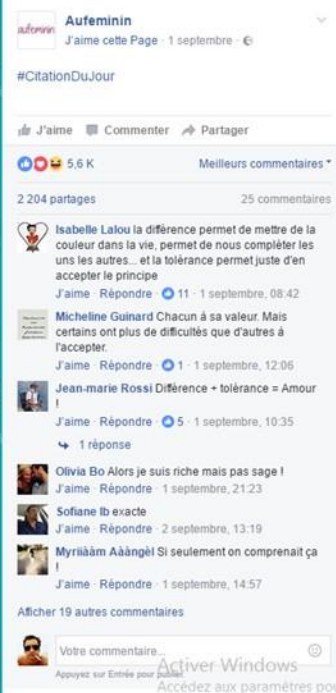 aufeminin
Aufeminin
J'aime cette Page · 1 septembre ·
#CitationDuJour
J'aime Commenter Partager
5,6 K Meilleurs commentaires
2 204 partages 25 commentaires
Isabelle Lalou la différence permet de mettre de la
couleur dans la vie, permet de nous compléter les
uns les autres... et la tolérance permet juste d'en
accepter le principe
J'aime · Répondre · 11 · 1 septembre, 08:42
Micheline Guinard Chacun à sa valeur. Mais
certains ont plus de difficultés que d'autres à
l'accepter.
J'aime · Répondre · 1 · 1 septembre, 12:06
Jean-marie Rossi Différence + tolérance = Amour
!
J'aime · Répondre · 5 · 1 septembre, 10:35
1 réponse
Olivia Bo Alors je suis riche mais pas sage !
J'aime · Répondre · 1 septembre, 21:23
Sofiane Ib exacte
J'aime · Répondre · 2 septembre, 13:19
Myriiààm Aààngèl Si seulement on comprenait ça
!
J'aime · Répondre · 1 septembre, 14:57
Afficher 19 autres commentaires
Votre commentaire...
Appuyez sur Entrée pour publier.
Activer Windows
Accédez aux paramètres po